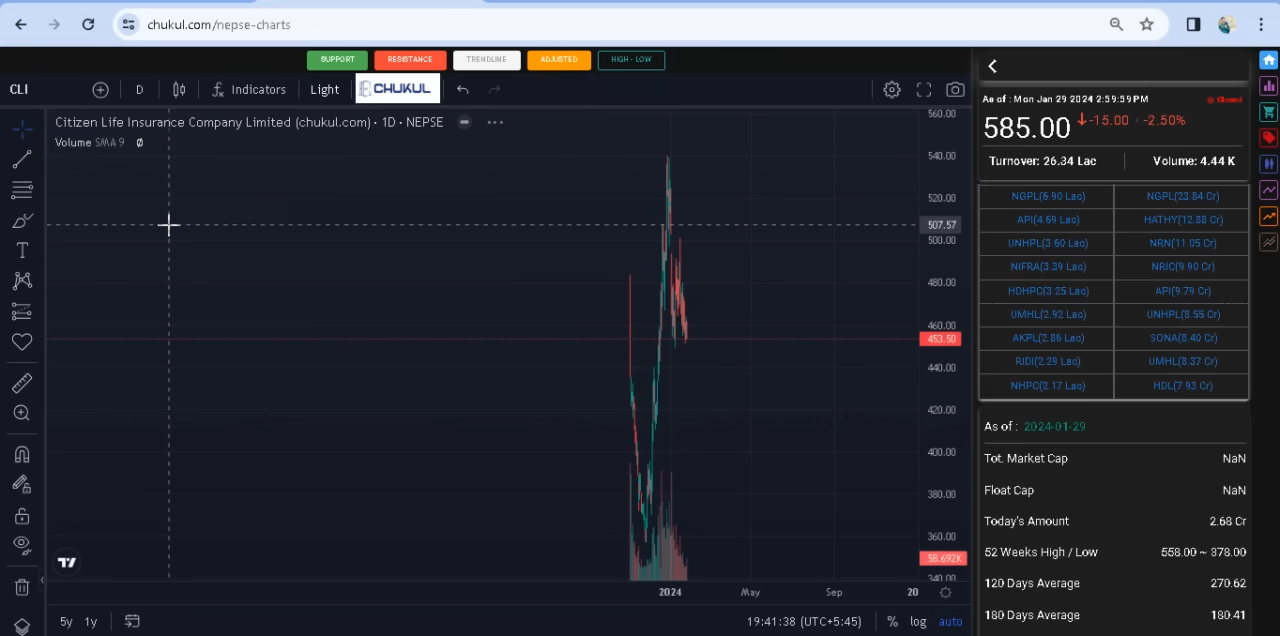 chukul.com/nepse-charts
SUPPORT RESISTANCE TRENDLINE ADJUSTED HIGH - LOW
CLI D Indicators Light CHUKUL
Citizen Life Insurance Company Limited (chukul.com) · 1D · NEPSE
Volume SMA 9 Ø
560.00
540.00
520.00
507.57
500.00
480.00
460.00
453.50
440.00
420.00
400.00
380.00
360.00
58.692K
340.00
2024 May Sep 20
5y 1y 19:41:38 (UTC+5:45) % log auto
As of : Mon Jan 29 2024 2:59:59 PM Closed
585.00 -15.00 -2.50%
Turnover: 26.34 Lac Volume: 4.44 K
NGPL(6.90 Lac) NGPL(23.84 Cr)
API(4.69 Lac) HATHY(12.88 Cr)
UNHPL(3.60 Lac) NRN(11.05 Cr)
NIFRA(3.39 Lac) NRIC(9.90 Cr)
HDHPC(3.25 Lac) API(9.79 Cr)
UMHL(2.92 Lac) UNHPL(8.55 Cr)
AKPL(2.86 Lac) SONA(8.40 Cr)
RIDI(2.29 Lac) UMHL(8.37 Cr)
NHPC(2.17 Lac) HDL(7.93 Cr)
As of : 2024-01-29
Tot. Market Cap NaN
Float Cap NaN
Today's Amount 2.68 Cr
52 Weeks High / Low 558.00 ~ 378.00
120 Days Average 270.62
180 Days Average 180.41